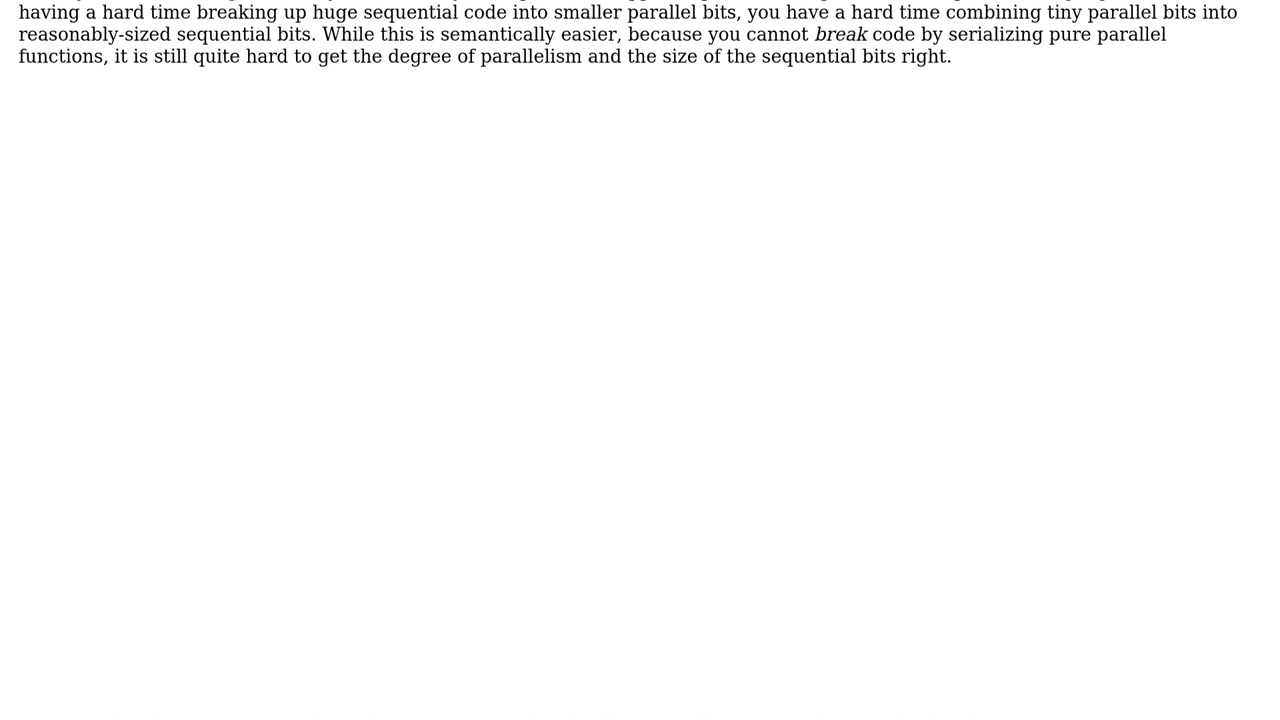 having a hard time breaking up huge sequential code into smaller parallel bits, you have a hard time combining tiny parallel bits into
reasonably-sized sequential bits. While this is semantically easier, because you cannot break code by serializing pure parallel
functions, it is still quite hard to get the degree of parallelism and the size of the sequential bits right.